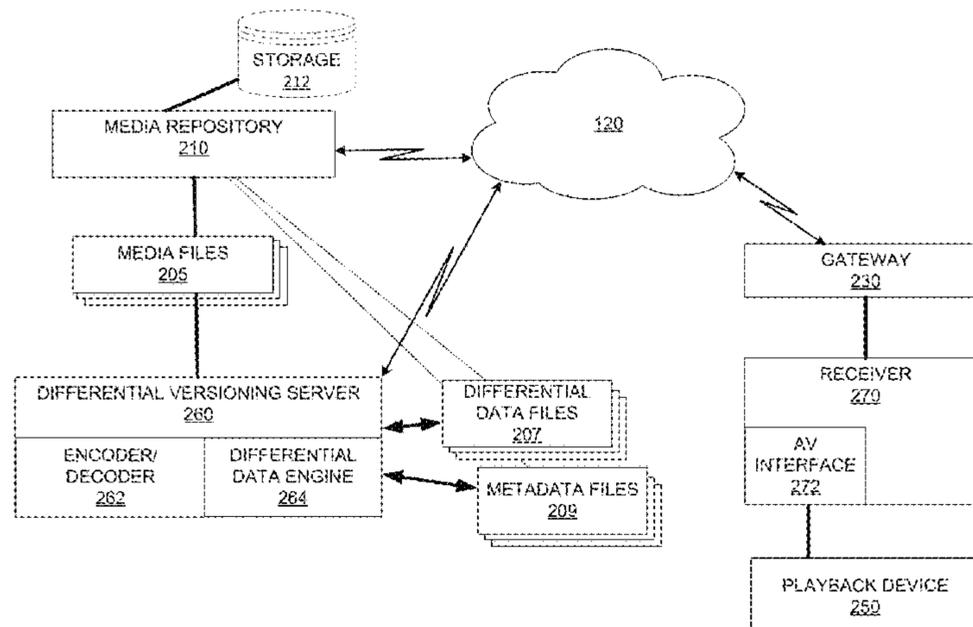 STORAGE
212
MEDIA REPOSITORY
210
120
MEDIA FILES
205
GATEWAY
230
DIFFERENTIAL VERSIONING SERVER
260
ENCODER/
DECODER
262
DIFFERENTIAL
DATA ENGINE
264
DIFFERENTIAL
DATA FILES
207
METADATA FILES
209
RECEIVER
270
AV
INTERFACE
272
PLAYBACK DEVICE
250